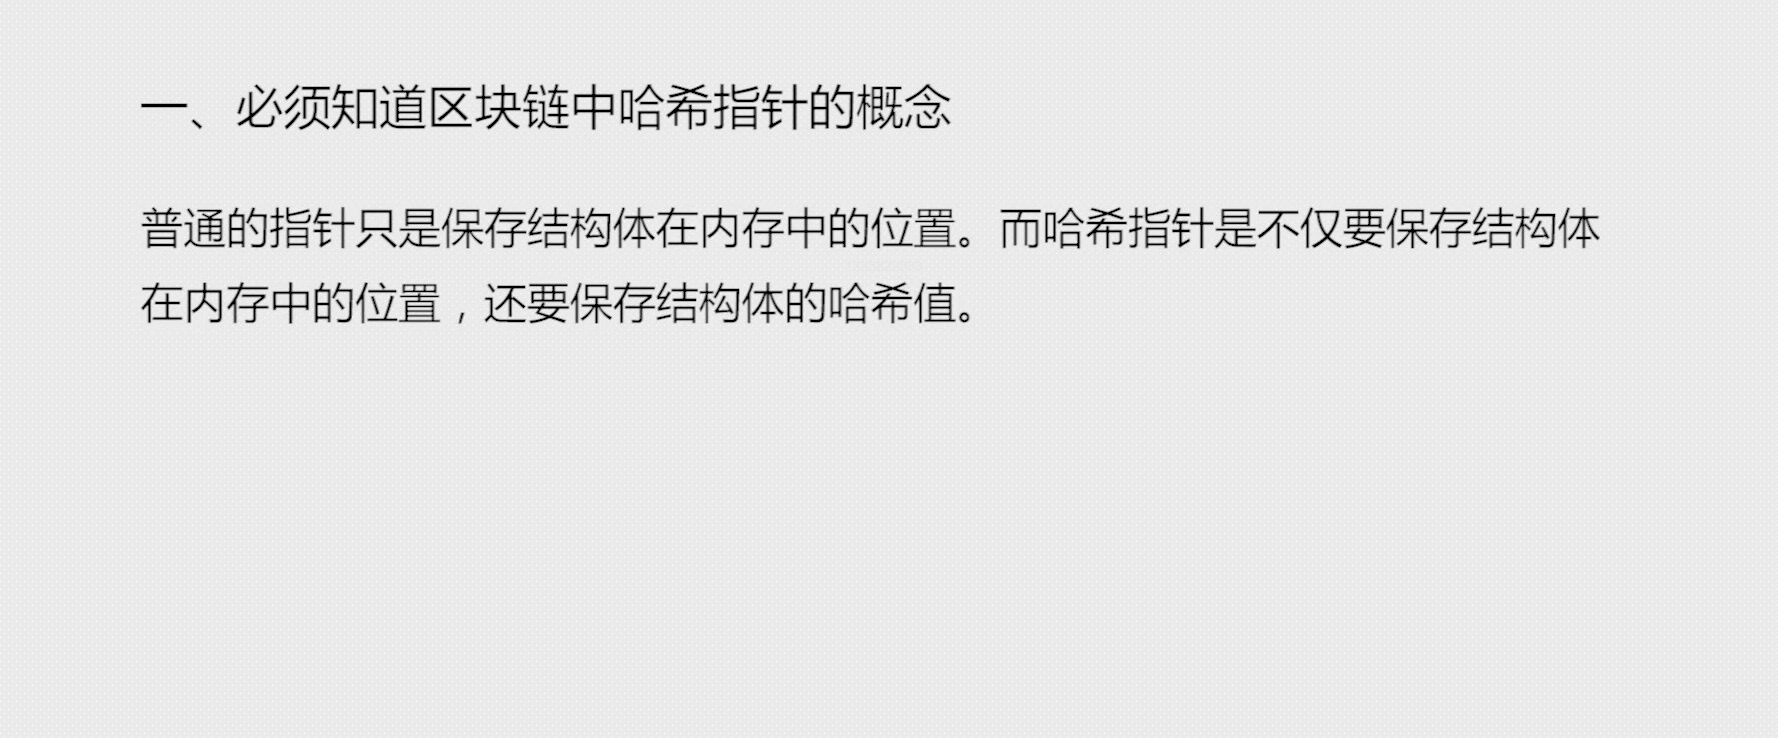 一、必须知道区块链中哈希指针的概念
普通的指针只是保存结构体在内存中的位置。而哈希指针是不仅要保存结构体
在内存中的位置，还要保存结构体的哈希值。